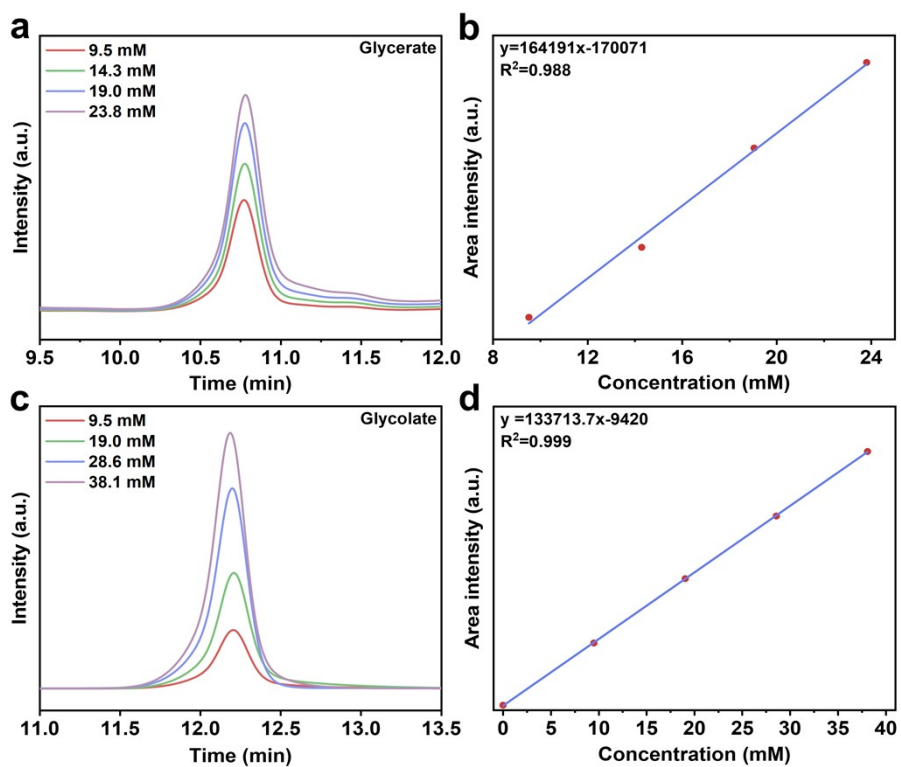 a
9.5 mM
14.3 mM
19.0 mM
23.8 mM
Glycerate
Intensity (a.u.)
9.5 10.0 10.5 11.0 11.5 12.0
Time (min)
b
y=164191x-170071
R²=0.988
Area intensity (a.u.)
8 12 16 20 24
Concentration (mM)
c
9.5 mM
19.0 mM
28.6 mM
38.1 mM
Glycolate
Intensity (a.u.)
11.0 11.5 12.0 12.5 13.0 13.5
Time (min)
d
y =133713.7x-9420
R²=0.999
Area intensity (a.u.)
0 5 10 15 20 25 30 35 40
Concentration (mM)